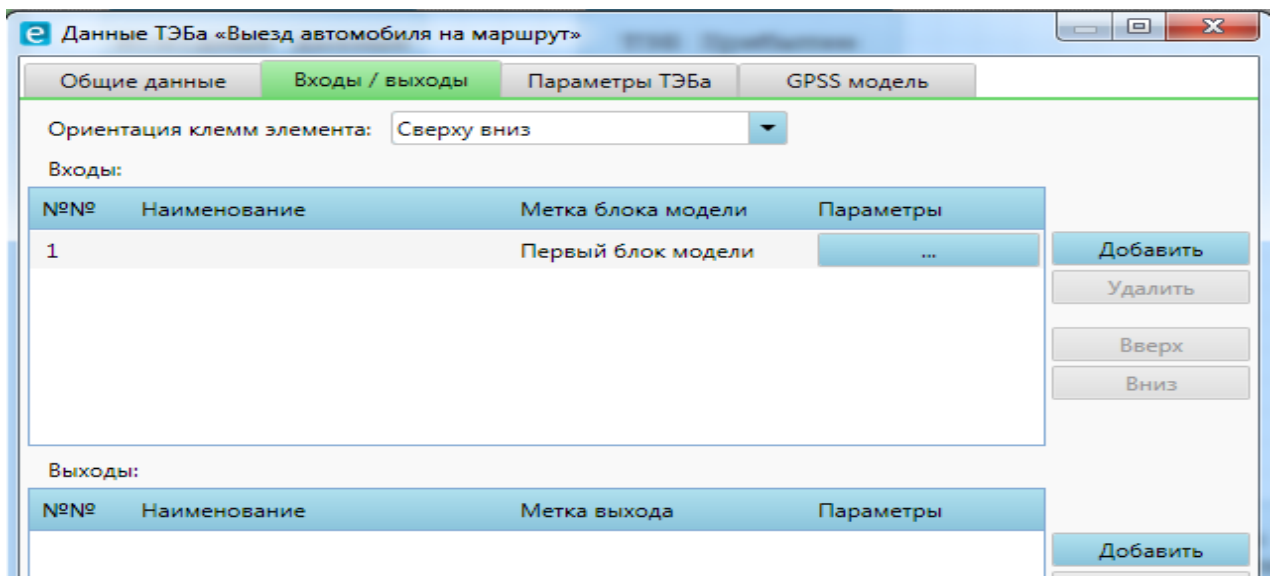 Данные ТЭБа «Выезд автомобиля на маршрут»
Общие данные Входы / выходы Параметры ТЭБа GPSS модель
Ориентация клемм элемента: Сверху вниз
Входы:
№№ Наименование Метка блока модели Параметры
1 Первый блок модели ... Добавить
Удалить
Вверх
Вниз
Выходы:
№№ Наименование Метка выхода Параметры
Добавить